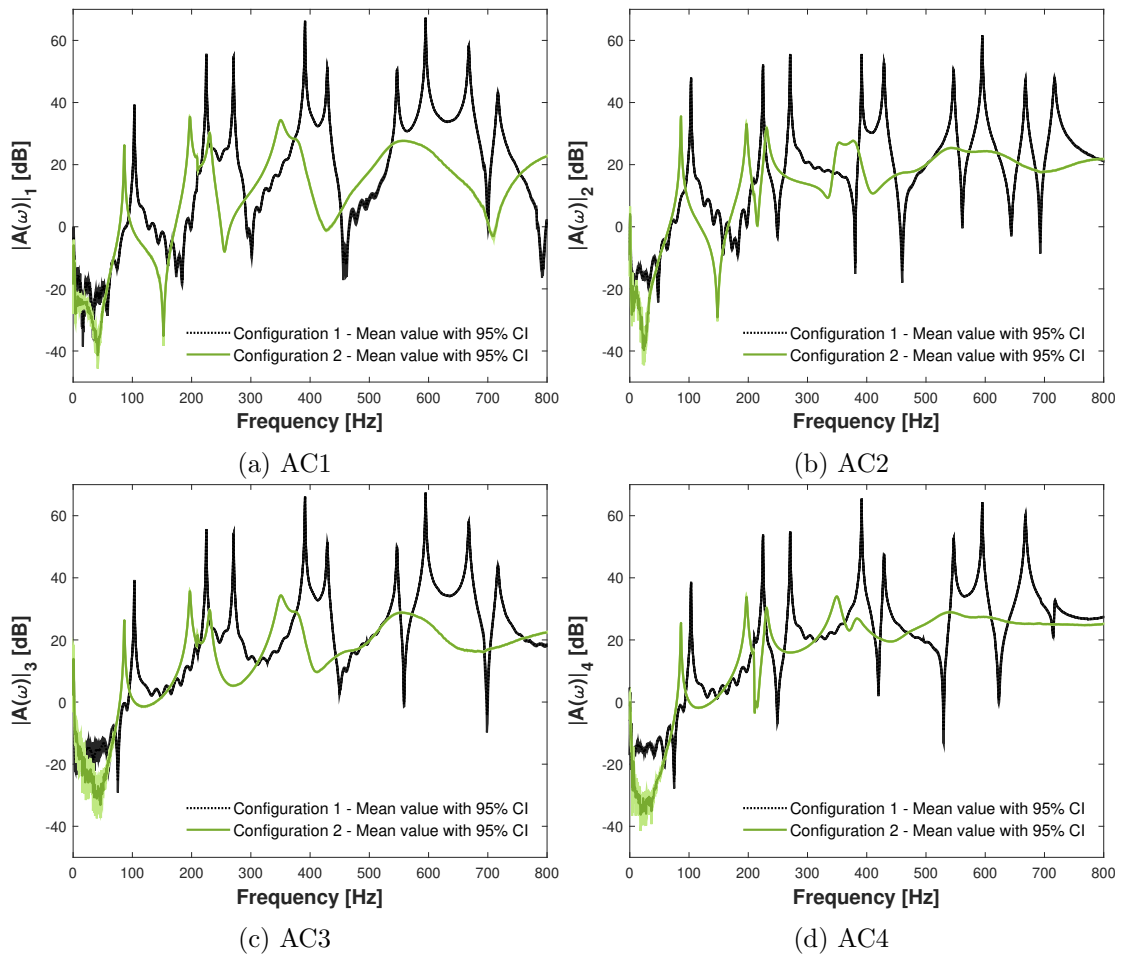 60
40
20
0
-20
-40
0 100 200 300 400 500 600 700 800
|A(ω)|1 [dB]
Frequency [Hz]
Configuration 1 - Mean value with 95% CI
Configuration 2 - Mean value with 95% CI
(a) AC1
60
40
20
0
-20
-40
0 100 200 300 400 500 600 700 800
|A(ω)|2 [dB]
Frequency [Hz]
Configuration 1 - Mean value with 95% CI
Configuration 2 - Mean value with 95% CI
(b) AC2
60
40
20
0
-20
-40
0 100 200 300 400 500 600 700 800
|A(ω)|3 [dB]
Frequency [Hz]
Configuration 1 - Mean value with 95% CI
Configuration 2 - Mean value with 95% CI
(c) AC3
60
40
20
0
-20
-40
0 100 200 300 400 500 600 700 800
|A(ω)|4 [dB]
Frequency [Hz]
Configuration 1 - Mean value with 95% CI
Configuration 2 - Mean value with 95% CI
(d) AC4